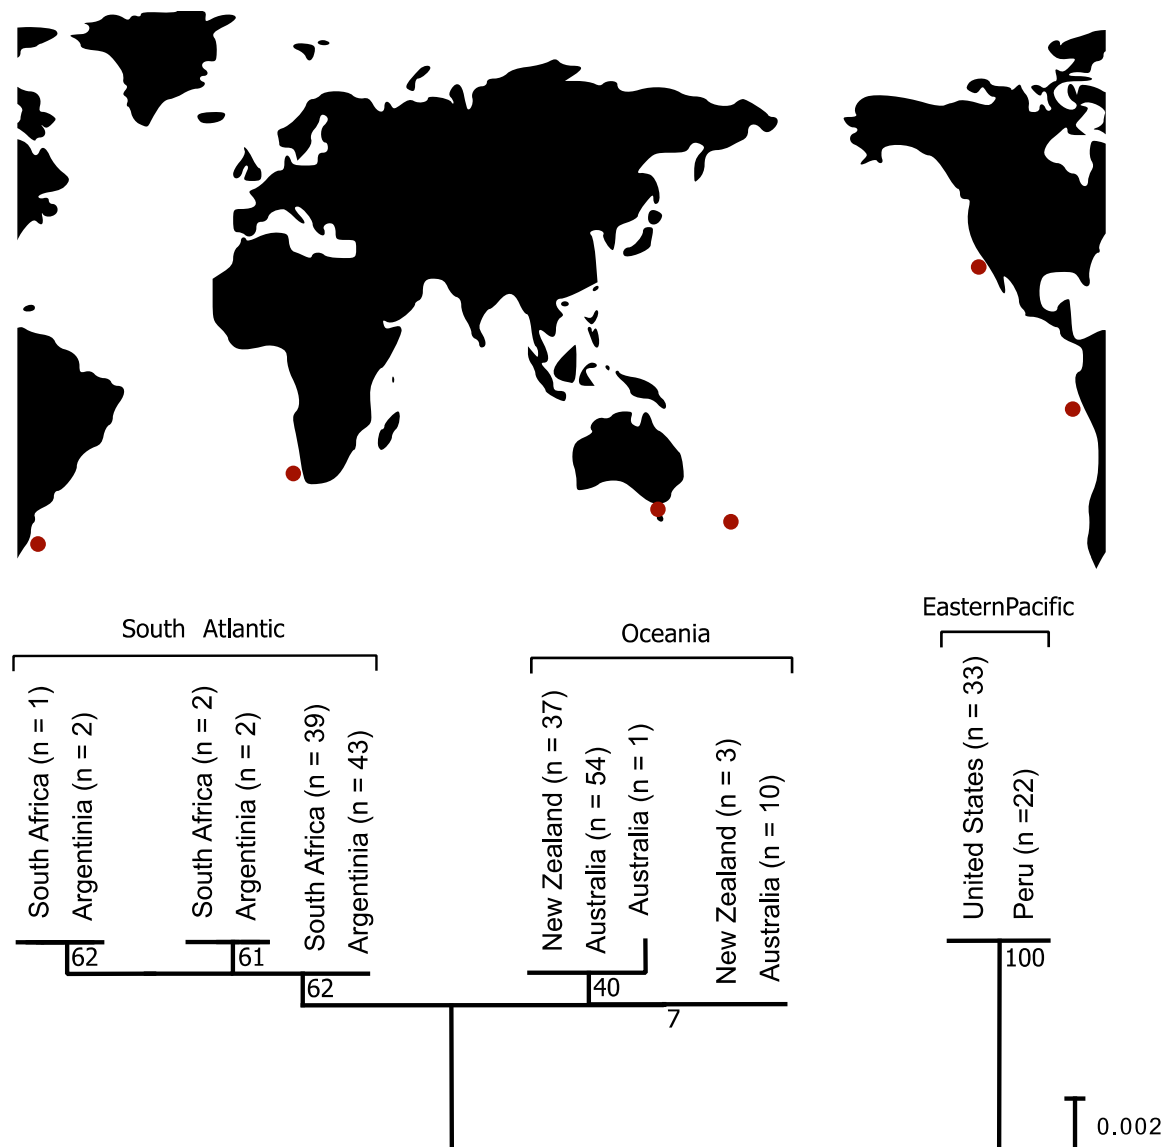 South Atlantic
Oceania
EasternPacific
South Africa (n = 1)
Argentinia (n = 2)
South Africa (n = 2)
Argentinia (n = 2)
South Africa (n = 39)
Argentinia (n = 43)
New Zealand (n = 37)
Australia (n = 54)
Australia (n = 1)
New Zealand (n = 3)
Australia (n = 10)
United States (n = 33)
Peru (n =22)
62
61
62
40
7
100
0.002